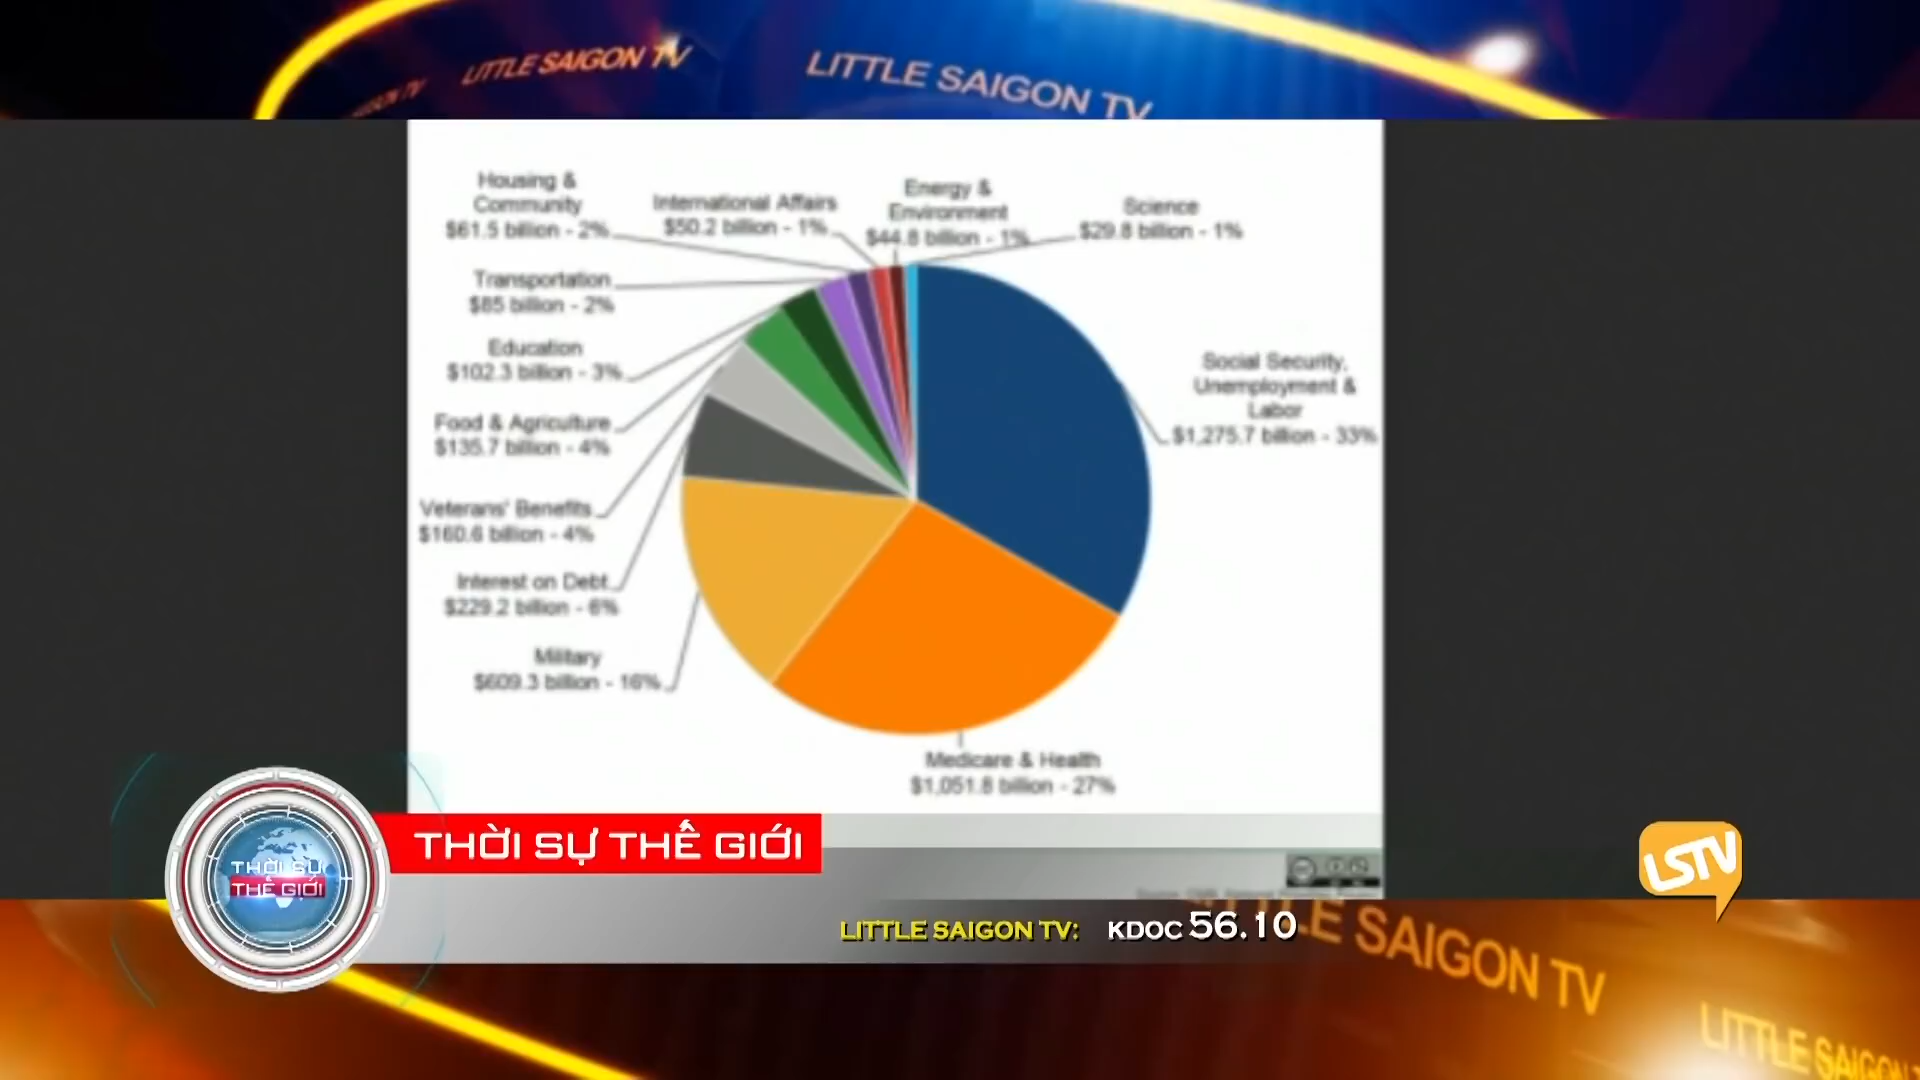 LITTLE SAIGON TV
LITTLE SAIGON TV
Housing &
Community
$61.5 billion - 2%
International Affairs
$50.2 billion - 1%
Energy &
Environment
$44.8 billion - 1%
Science
$29.8 billion - 1%
Transportation
$85 billion - 2%
Education
$102.3 billion - 3%
Food & Agriculture
$135.7 billion - 4%
Veterans' Benefits
$160.6 billion - 4%
Interest on Debt
$229.2 billion - 6%
Military
$609.3 billion - 16%
Social Security,
Unemployment &
Labor
$1,275.7 billion - 33%
Medicare & Health
$1,051.8 billion - 27%
THỜI SỰ THẾ GIỚI
THỜI SỰ
THẾ GIỚI
LSTV
LITTLE SAIGON TV: KDOC 56.10
SAIGON TV
LITTLE SAIGON